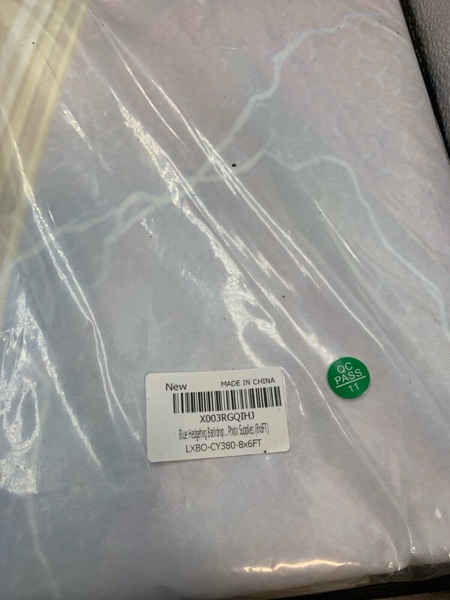 New MADE IN CHINA
X003RGQIHJ
Blue Hedgehog Backdrop... Photo Supplies (8x6FT)
LXBO-CY380-8x6FT
QC
PASS
11